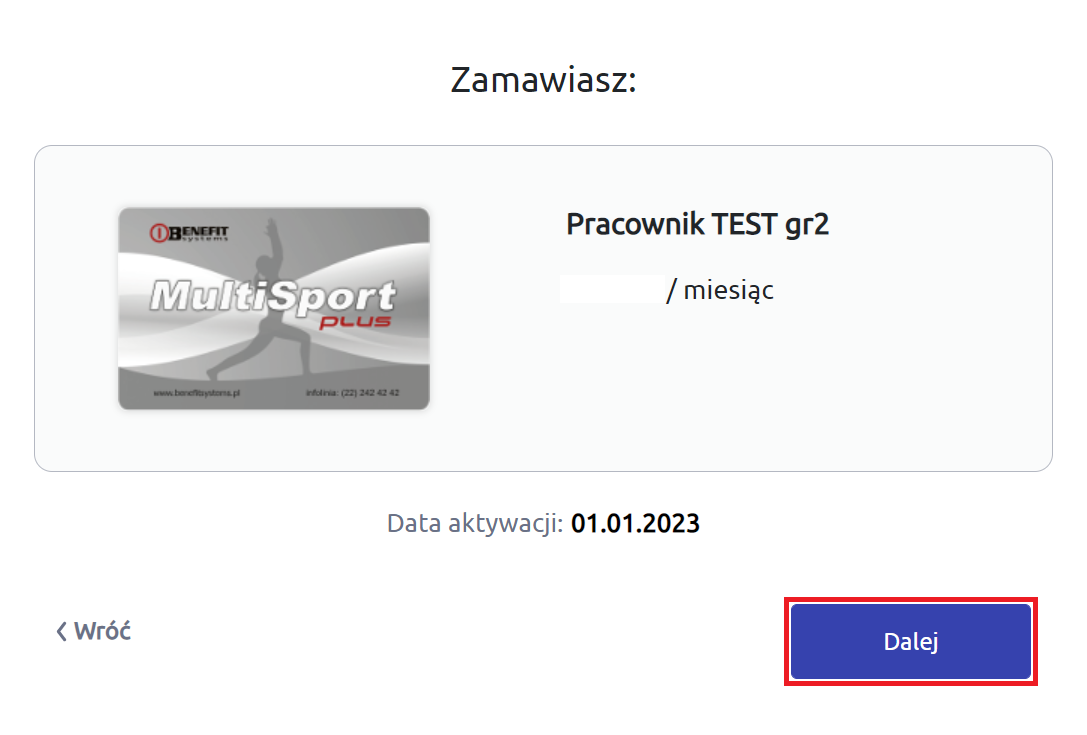 Zamawiasz:
BENEFIT
systems
MultiSport
PLUS
www.benefitsystems.pl
infolinia: (22) 242 42 42
Pracownik TEST gr2
/ miesiąc
Data aktywacji: 01.01.2023
Wróć
Dalej